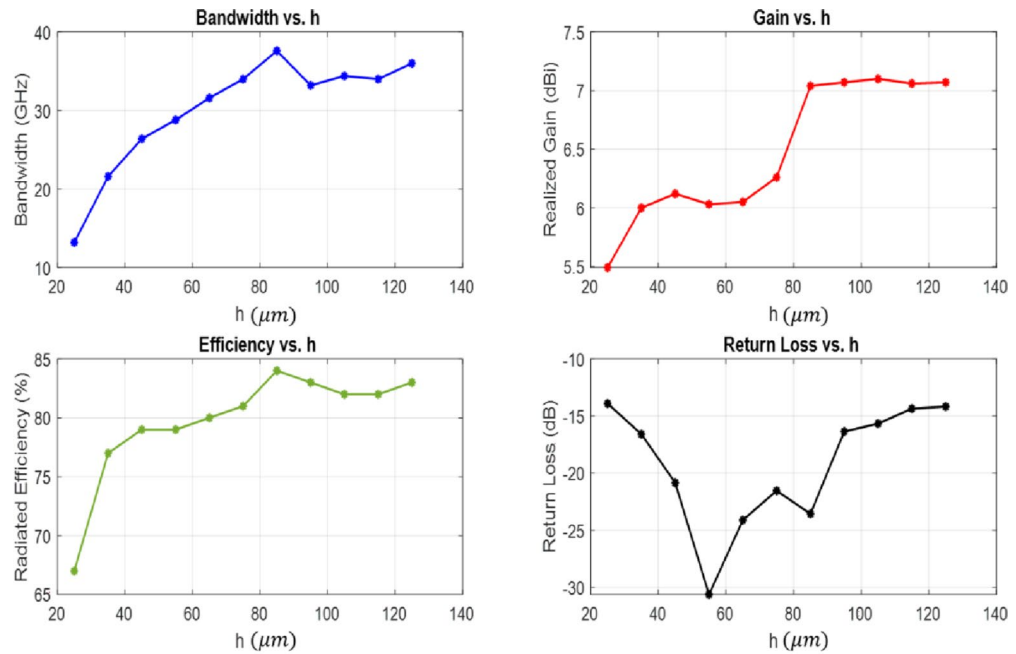 Bandwidth vs. h
40
30
20
10
Bandwidth (GHz)
20 40 60 80 100 120 140
h (μm)
Gain vs. h
7.5
7
6.5
6
5.5
Realized Gain (dBi)
20 40 60 80 100 120 140
h (μm)
Efficiency vs. h
85
80
75
70
65
Radiated Efficiency (%)
20 40 60 80 100 120 140
h (μm)
Return Loss vs. h
-10
-15
-20
-25
-30
Return Loss (dB)
20 40 60 80 100 120 140
h (μm)